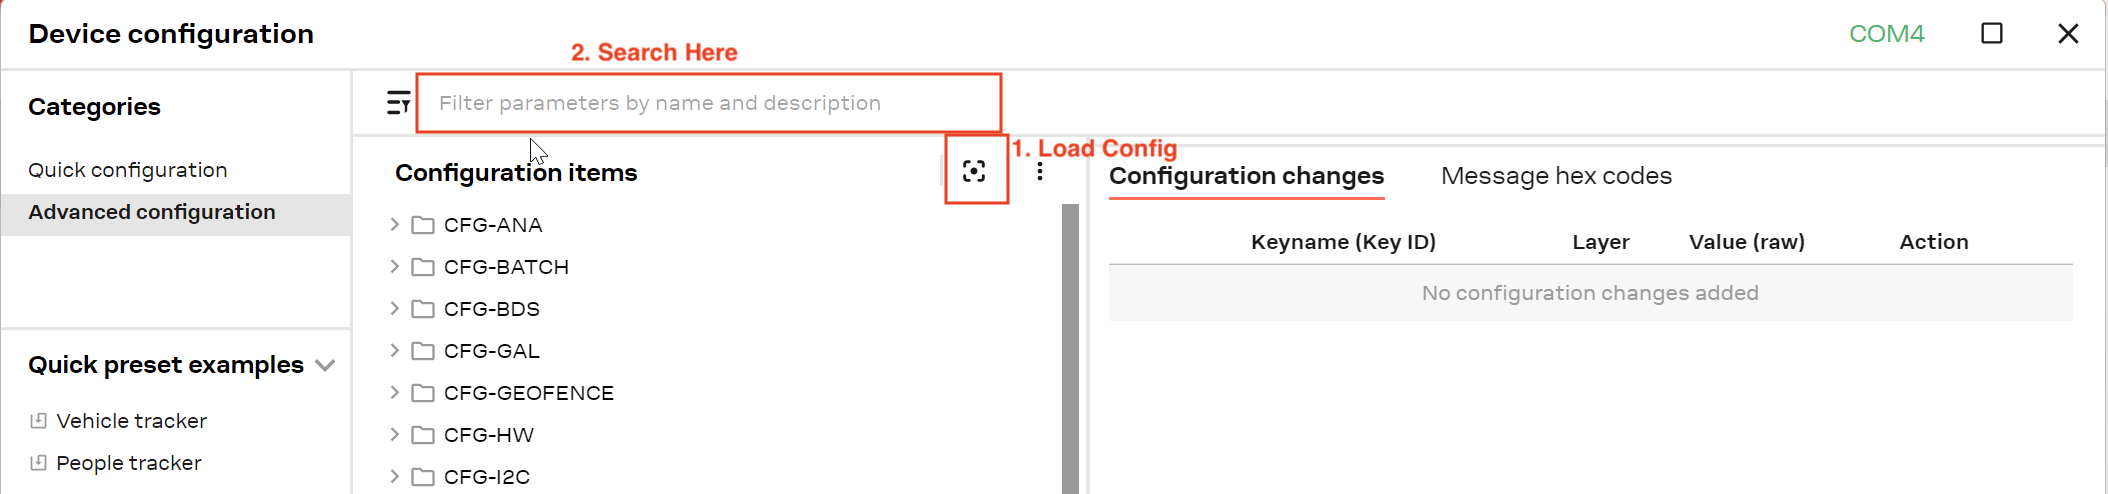 Device configuration
COM4
2. Search Here
Categories
Filter parameters by name and description
1. Load Config
Quick configuration
Advanced configuration
Configuration items
Configuration changes
Message hex codes
CFG-ANA
CFG-BATCH
CFG-BDS
CFG-GAL
CFG-GEOFENCE
CFG-HW
CFG-I2C
Keyname (Key ID)
Layer
Value (raw)
Action
No configuration changes added
Quick preset examples
Vehicle tracker
People tracker